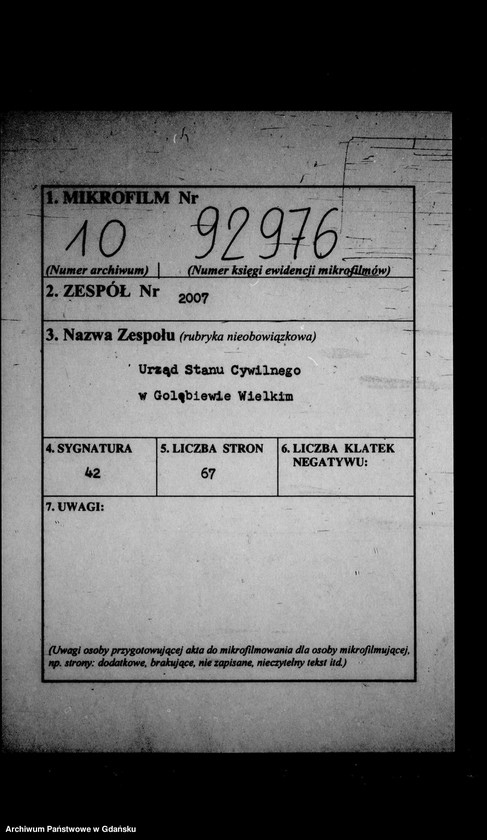 1. MIKROFILM Nr
10 92976
(Numer archiwum) (Numer księgi ewidencji mikrofilmów)
2. ZESPÓŁ Nr 2007
3. Nazwa Zespołu (rubryka nieobowiązkowa)
Urząd Stanu Cywilnego
w Gołębiewie Wielkim
4. SYGNATURA 5. LICZBA STRON 6. LICZBA KLATEK
NEGATYWU:
42 67
7. UWAGI:
(Uwagi osoby przygotowującej akta do mikrofilmowania dla osoby mikrofilmującej,
np. strony: dodatkowe, brakujące, nie zapisane, nieczytelny tekst itd.)
Archiwum Państwowe w Gdańsku